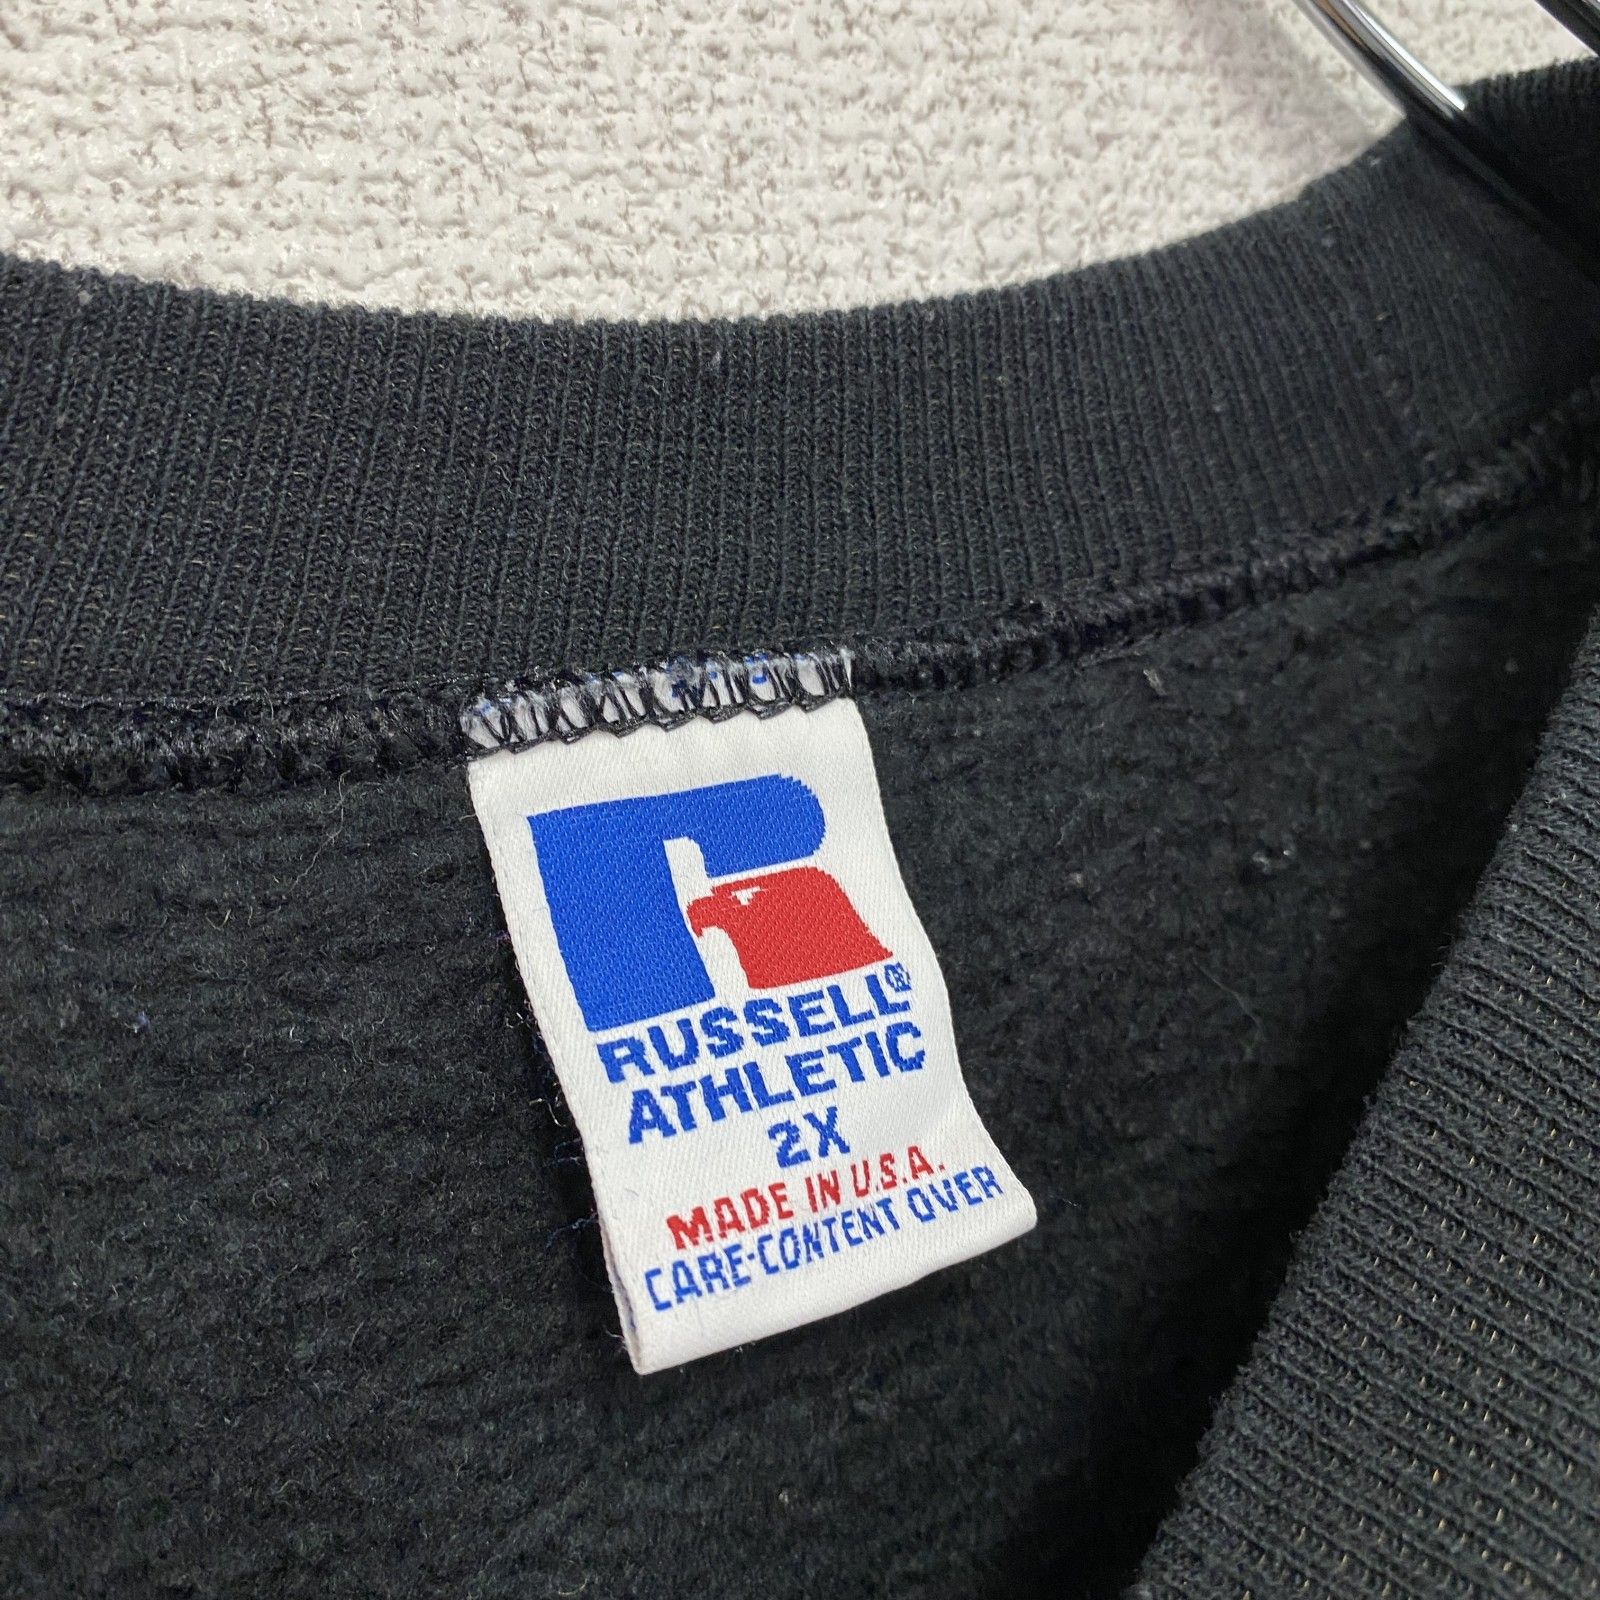 RUSSELL®
ATHLETIC
2X
MADE IN U.S.A.
CARE-CONTENT OVER